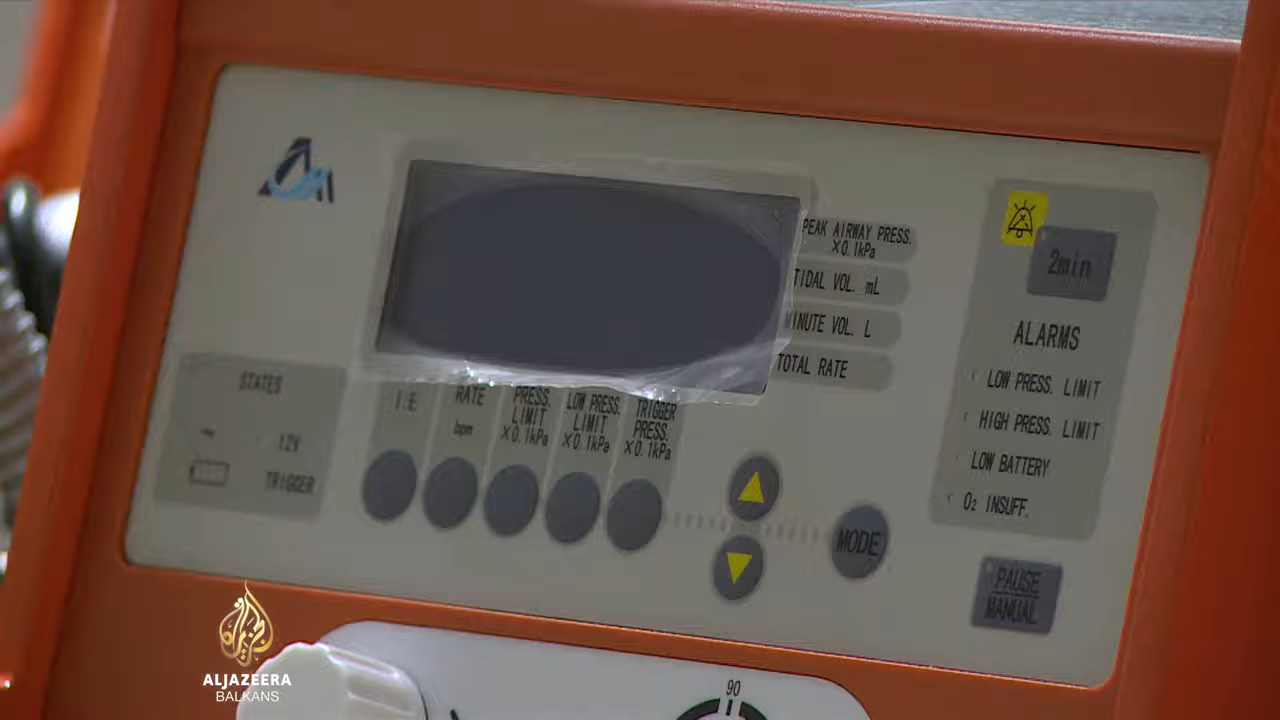 PEAK AIRWAY PRESS.
×0.1kPa
TIDAL VOL. mL
MINUTE VOL. L
TOTAL RATE
2min
ALARMS
LOW PRESS. LIMIT
HIGH PRESS. LIMIT
LOW BATTERY
O₂ INSUFF.
STATES
~ 12V
TRIGGER
I:E
RATE
bpm
PRESS.
LIMIT
×0.1kPa
LOW PRESS.
LIMIT
×0.1kPa
TRIGGER
PRESS.
×0.1kPa
MODE
PAUSE
MANUAL
الجزيرة
ALJAZEERA
BALKANS
90